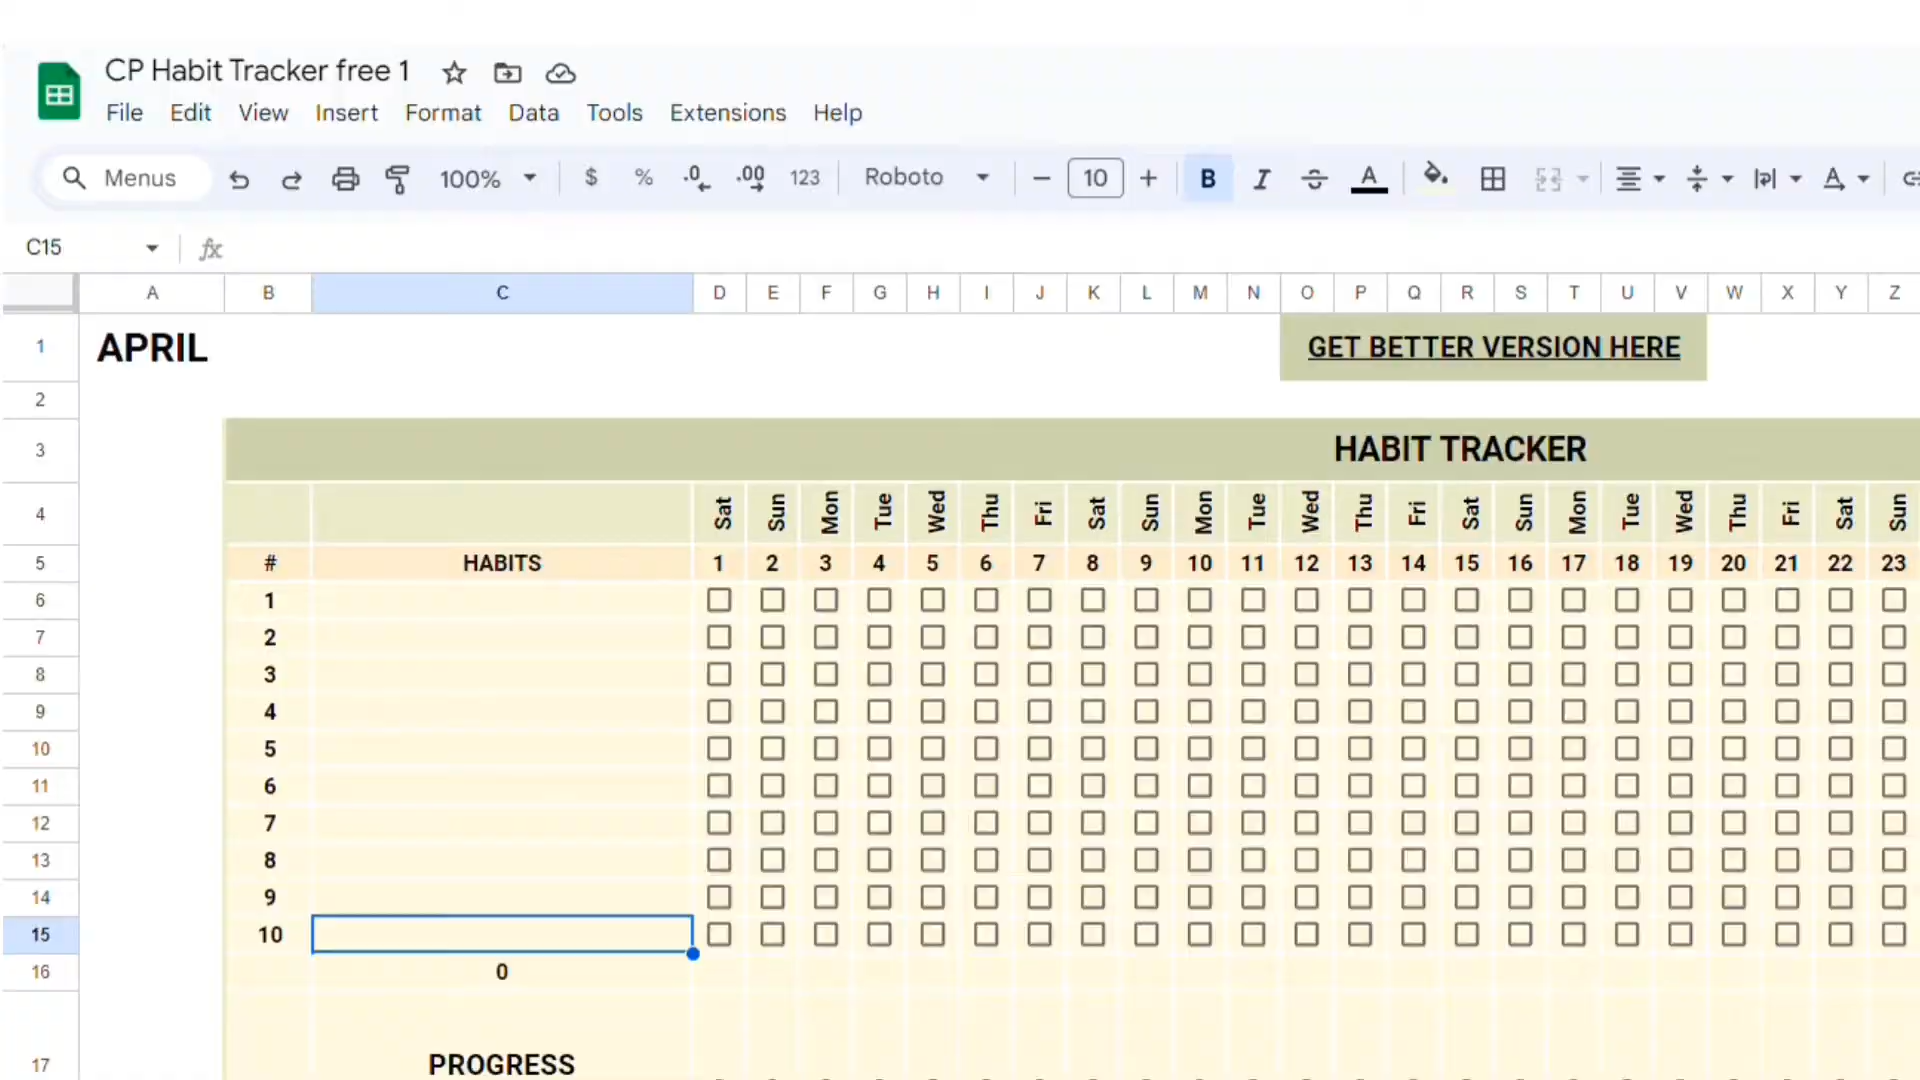 CP Habit Tracker free 1
File Edit View Insert Format Data Tools Extensions Help
Menus 100% $ % .0 .00 123 Roboto 10 B I A A
C15 fx
A B C D E F G H I J K L M N O P Q R S T U V W X Y Z
1 APRIL GET BETTER VERSION HERE
2
3 HABIT TRACKER
4 Sat Sun Mon Tue Wed Thu Fri Sat Sun Mon Tue Wed Thu Fri Sat Sun Mon Tue Wed Thu Fri Sat Sun
5 # HABITS 1 2 3 4 5 6 7 8 9 10 11 12 13 14 15 16 17 18 19 20 21 22 23
6 1
7 2
8 3
9 4
10 5
11 6
12 7
13 8
14 9
15 10
16 0
17 PROGRESS